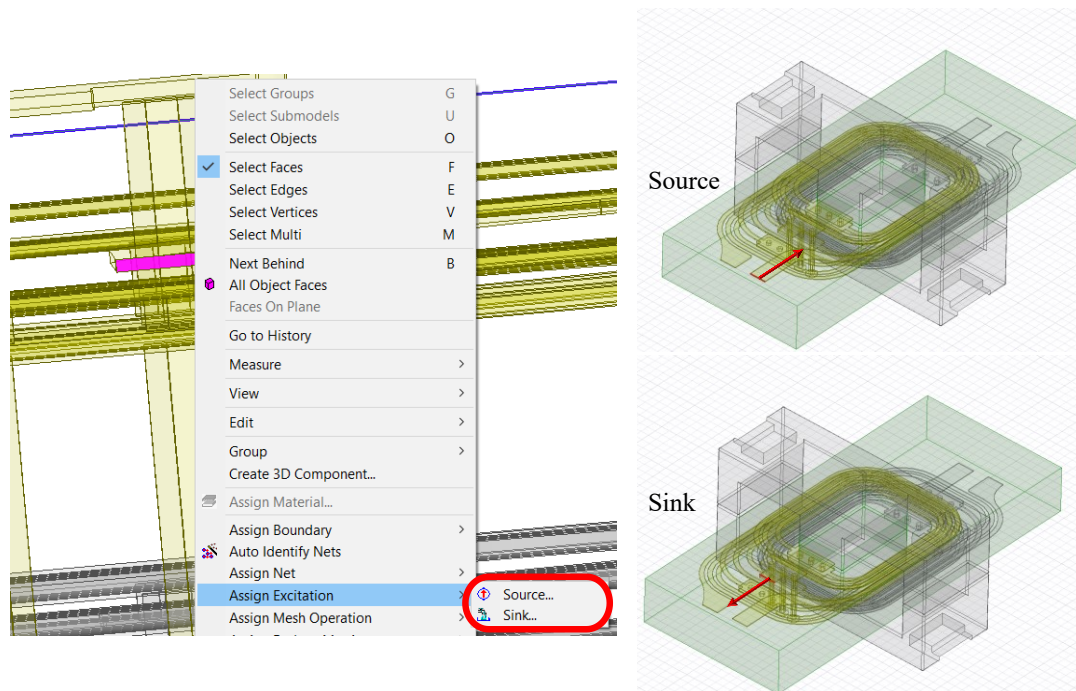 Select Groups G
Select Submodels U
Select Objects O
Select Faces F
Select Edges E
Select Vertices V
Select Multi M
Next Behind B
All Object Faces
Faces On Plane
Go to History
Measure
View
Edit
Group
Create 3D Component...
Assign Material...
Assign Boundary
Auto Identify Nets
Assign Net
Assign Excitation
Assign Mesh Operation
Source...
Sink...
Source
Sink